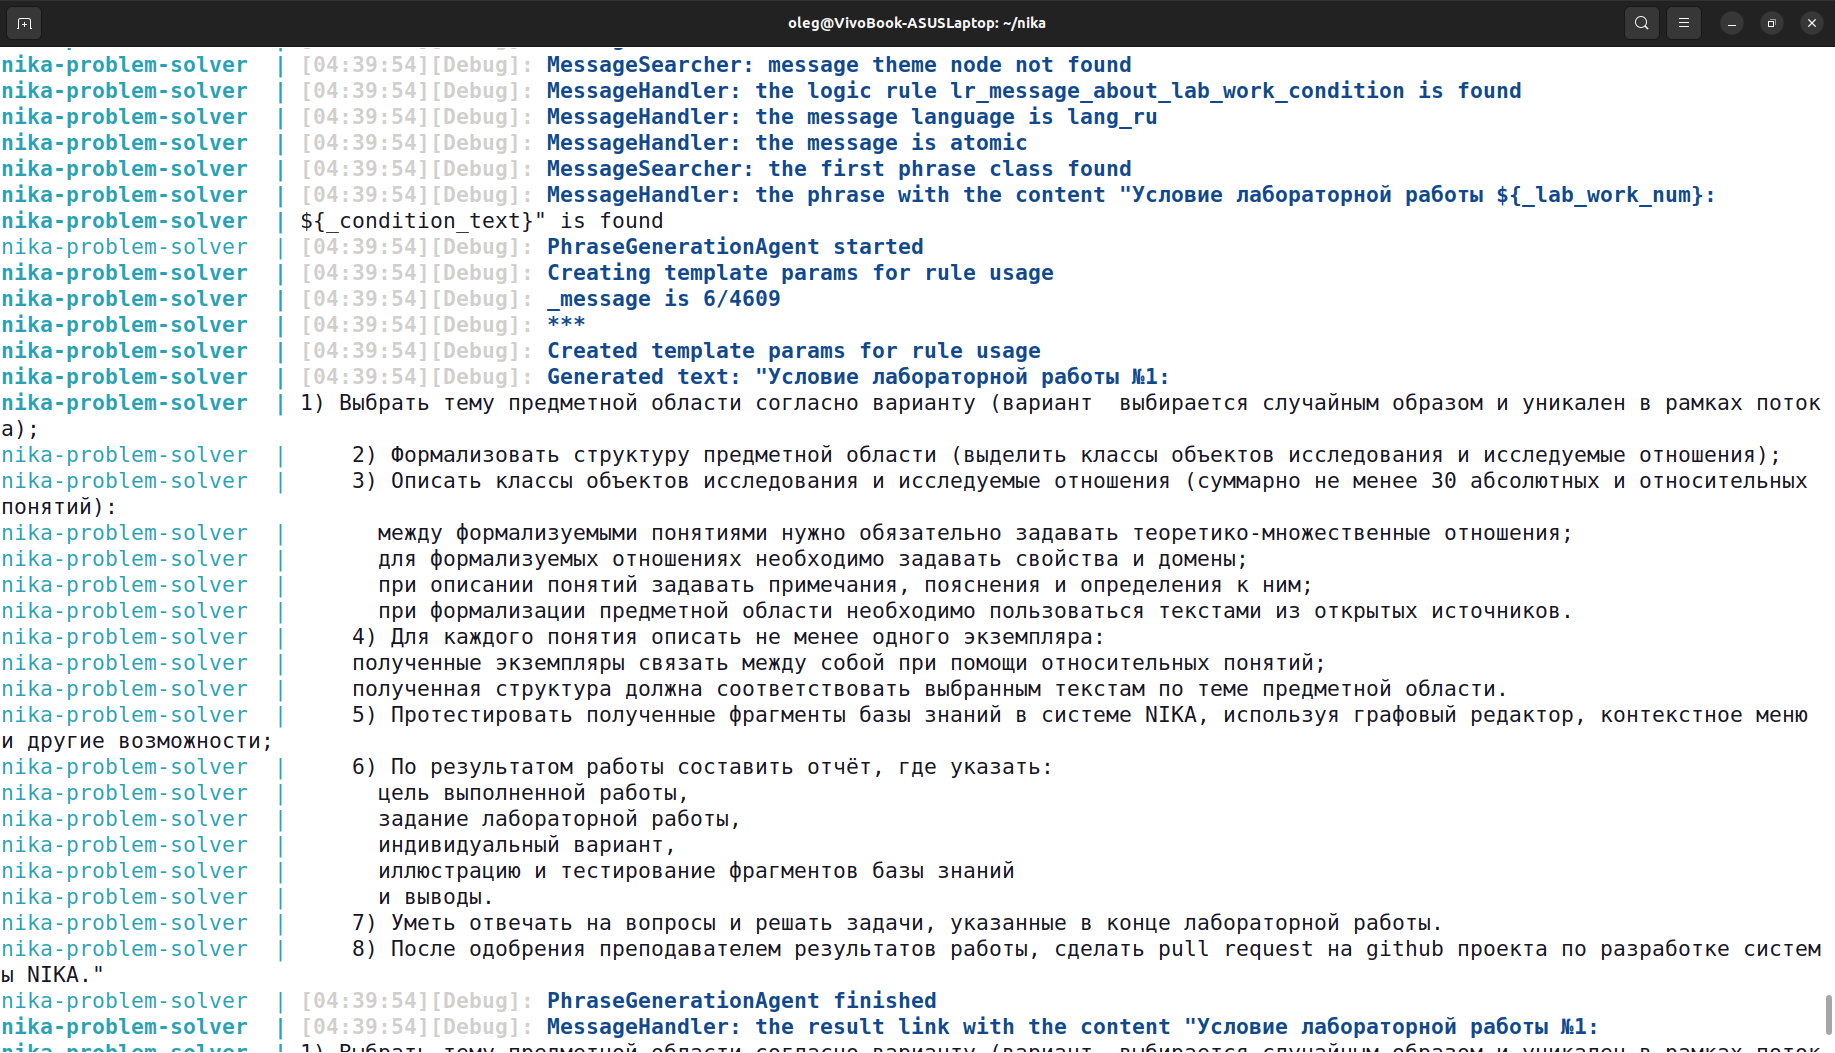 oleg@VivoBook-ASUSLaptop: ~/nika
nika-problem-solver  | [04:39:54][Debug]: MessageSearcher: message theme node not found
nika-problem-solver  | [04:39:54][Debug]: MessageHandler: the logic rule lr_message_about_lab_work_condition is found
nika-problem-solver  | [04:39:54][Debug]: MessageHandler: the message language is lang_ru
nika-problem-solver  | [04:39:54][Debug]: MessageHandler: the message is atomic
nika-problem-solver  | [04:39:54][Debug]: MessageSearcher: the first phrase class found
nika-problem-solver  | [04:39:54][Debug]: MessageHandler: the phrase with the content "Условие лабораторной работы ${_lab_work_num}:
nika-problem-solver  | ${_condition_text}" is found
nika-problem-solver  | [04:39:54][Debug]: PhraseGenerationAgent started
nika-problem-solver  | [04:39:54][Debug]: Creating template params for rule usage
nika-problem-solver  | [04:39:54][Debug]: _message is 6/4609
nika-problem-solver  | [04:39:54][Debug]: ***
nika-problem-solver  | [04:39:54][Debug]: Created template params for rule usage
nika-problem-solver  | [04:39:54][Debug]: Generated text: "Условие лабораторной работы №1:
nika-problem-solver  | 1) Выбрать тему предметной области согласно варианту (вариант  выбирается случайным образом и уникален в рамках поток
а);
nika-problem-solver  |     2) Формализовать структуру предметной области (выделить классы объектов исследования и исследуемые отношения);
nika-problem-solver  |     3) Описать классы объектов исследования и исследуемые отношения (суммарно не менее 30 абсолютных и относительных
понятий):
nika-problem-solver  |       между формализуемыми понятиями нужно обязательно задавать теоретико-множественные отношения;
nika-problem-solver  |       для формализуемых отношениях необходимо задавать свойства и домены;
nika-problem-solver  |       при описании понятий задавать примечания, пояснения и определения к ним;
nika-problem-solver  |       при формализации предметной области необходимо пользоваться текстами из открытых источников.
nika-problem-solver  |     4) Для каждого понятия описать не менее одного экземпляра:
nika-problem-solver  |     полученные экземпляры связать между собой при помощи относительных понятий;
nika-problem-solver  |     полученная структура должна соответствовать выбранным текстам по теме предметной области.
nika-problem-solver  |     5) Протестировать полученные фрагменты базы знаний в системе NIKA, используя графовый редактор, контекстное меню
и другие возможности;
nika-problem-solver  |     6) По результатом работы составить отчёт, где указать:
nika-problem-solver  |       цель выполненной работы,
nika-problem-solver  |       задание лабораторной работы,
nika-problem-solver  |       индивидуальный вариант,
nika-problem-solver  |       иллюстрацию и тестирование фрагментов базы знаний
nika-problem-solver  |       и выводы.
nika-problem-solver  |     7) Уметь отвечать на вопросы и решать задачи, указанные в конце лабораторной работы.
nika-problem-solver  |     8) После одобрения преподавателем результатов работы, сделать pull request на github проекта по разработке систем
ы NIKA."
nika-problem-solver  | [04:39:54][Debug]: PhraseGenerationAgent finished
nika-problem-solver  | [04:39:54][Debug]: MessageHandler: the result link with the content "Условие лабораторной работы №1:
nika-problem-solver  | 1) Выбрать тему предметной области согласно варианту (вариант  выбирается случайным образом и уникален в рамках поток